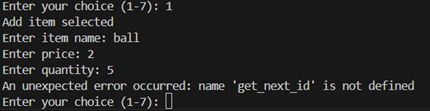 Enter your choice (1-7): 1
Add item selected
Enter item name: ball
Enter price: 2
Enter quantity: 5
An unexpected error occurred: name 'get_next_id' is not defined
Enter your choice (1-7):